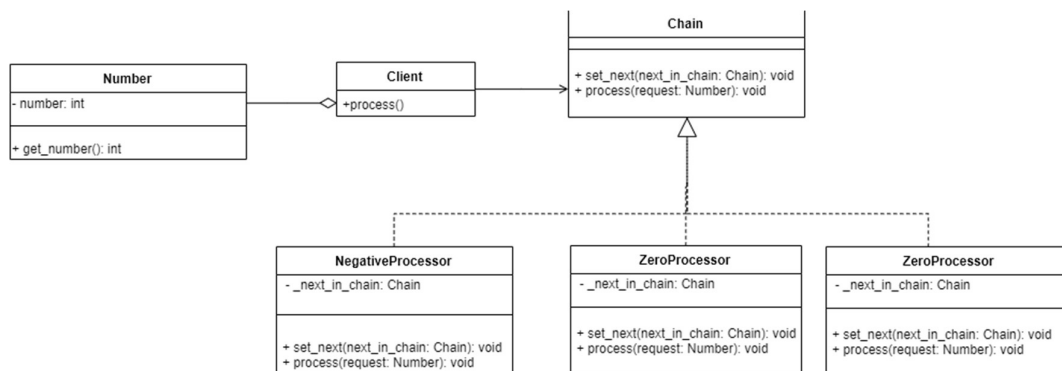 Chain
+ set_next(next_in_chain: Chain): void
+ process(request: Number): void
Number
- number: int
+ get_number(): int
Client
+process()
NegativeProcessor
- _next_in_chain: Chain
+ set_next(next_in_chain: Chain): void
+ process(request: Number): void
ZeroProcessor
- _next_in_chain: Chain
+ set_next(next_in_chain: Chain): void
+ process(request: Number): void
ZeroProcessor
- _next_in_chain: Chain
+ set_next(next_in_chain: Chain): void
+ process(request: Number): void